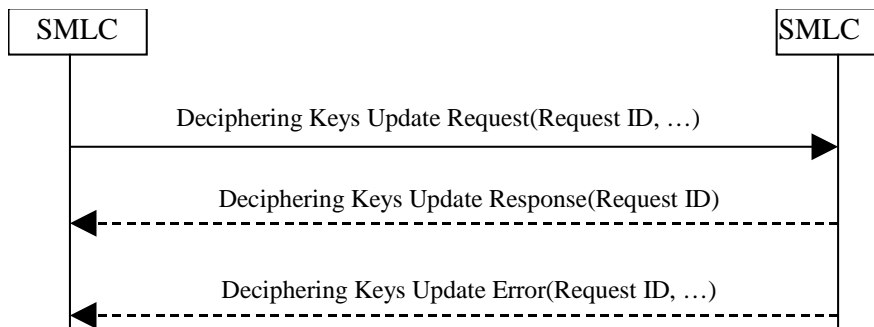 SMLC
SMLC
Deciphering Keys Update Request(Request ID, …)
Deciphering Keys Update Response(Request ID)
Deciphering Keys Update Error(Request ID, …)